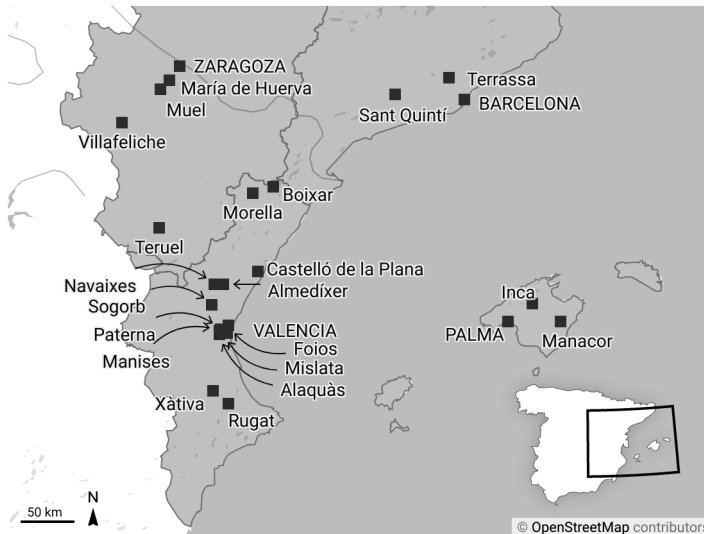 ZARAGOZA
María de Huerva
Muel
Villafeliche
Terrassa
Sant Quintí
BARCELONA
Boixar
Morella
Teruel
Castelló de la Plana
Navaixes
Almedíxer
Sogorb
Inca
Paterna
VALENCIA
PALMA
Manacor
Foios
Manises
Mislata
Alaquàs
Xàtiva
Rugat
50 km
N
© OpenStreetMap contributors